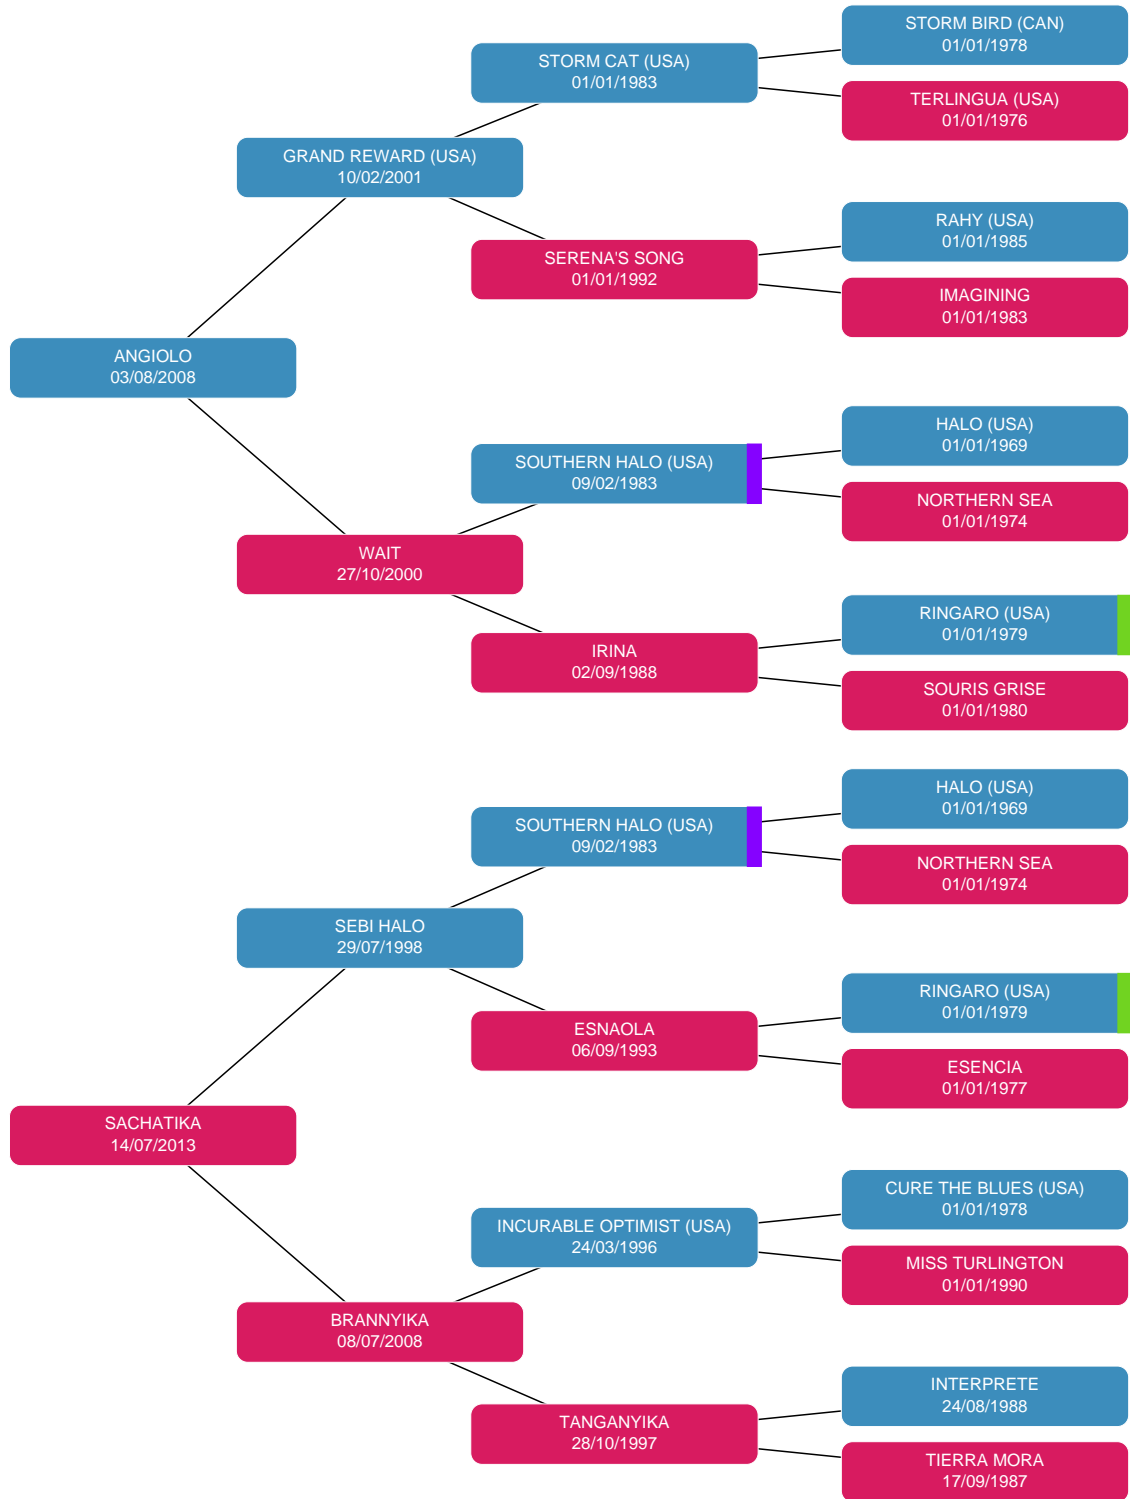 STORM BIRD (CAN)
01/01/1978
STORM CAT (USA)
01/01/1983
TERLINGUA (USA)
01/01/1976
GRAND REWARD (USA)
10/02/2001
RAHY (USA)
01/01/1985
SERENA'S SONG
01/01/1992
IMAGINING
01/01/1983
ANGIOLO
03/08/2008
HALO (USA)
01/01/1969
SOUTHERN HALO (USA)
09/02/1983
NORTHERN SEA
01/01/1974
WAIT
27/10/2000
RINGARO (USA)
01/01/1979
IRINA
02/09/1988
SOURIS GRISE
01/01/1980
HALO (USA)
01/01/1969
SOUTHERN HALO (USA)
09/02/1983
NORTHERN SEA
01/01/1974
SEBI HALO
29/07/1998
RINGARO (USA)
01/01/1979
ESNAOLA
06/09/1993
ESENCIA
01/01/1977
SACHATIKA
14/07/2013
CURE THE BLUES (USA)
01/01/1978
INCURABLE OPTIMIST (USA)
24/03/1996
MISS TURLINGTON
01/01/1990
BRANNYIKA
08/07/2008
INTERPRETE
24/08/1988
TANGANYIKA
28/10/1997
TIERRA MORA
17/09/1987